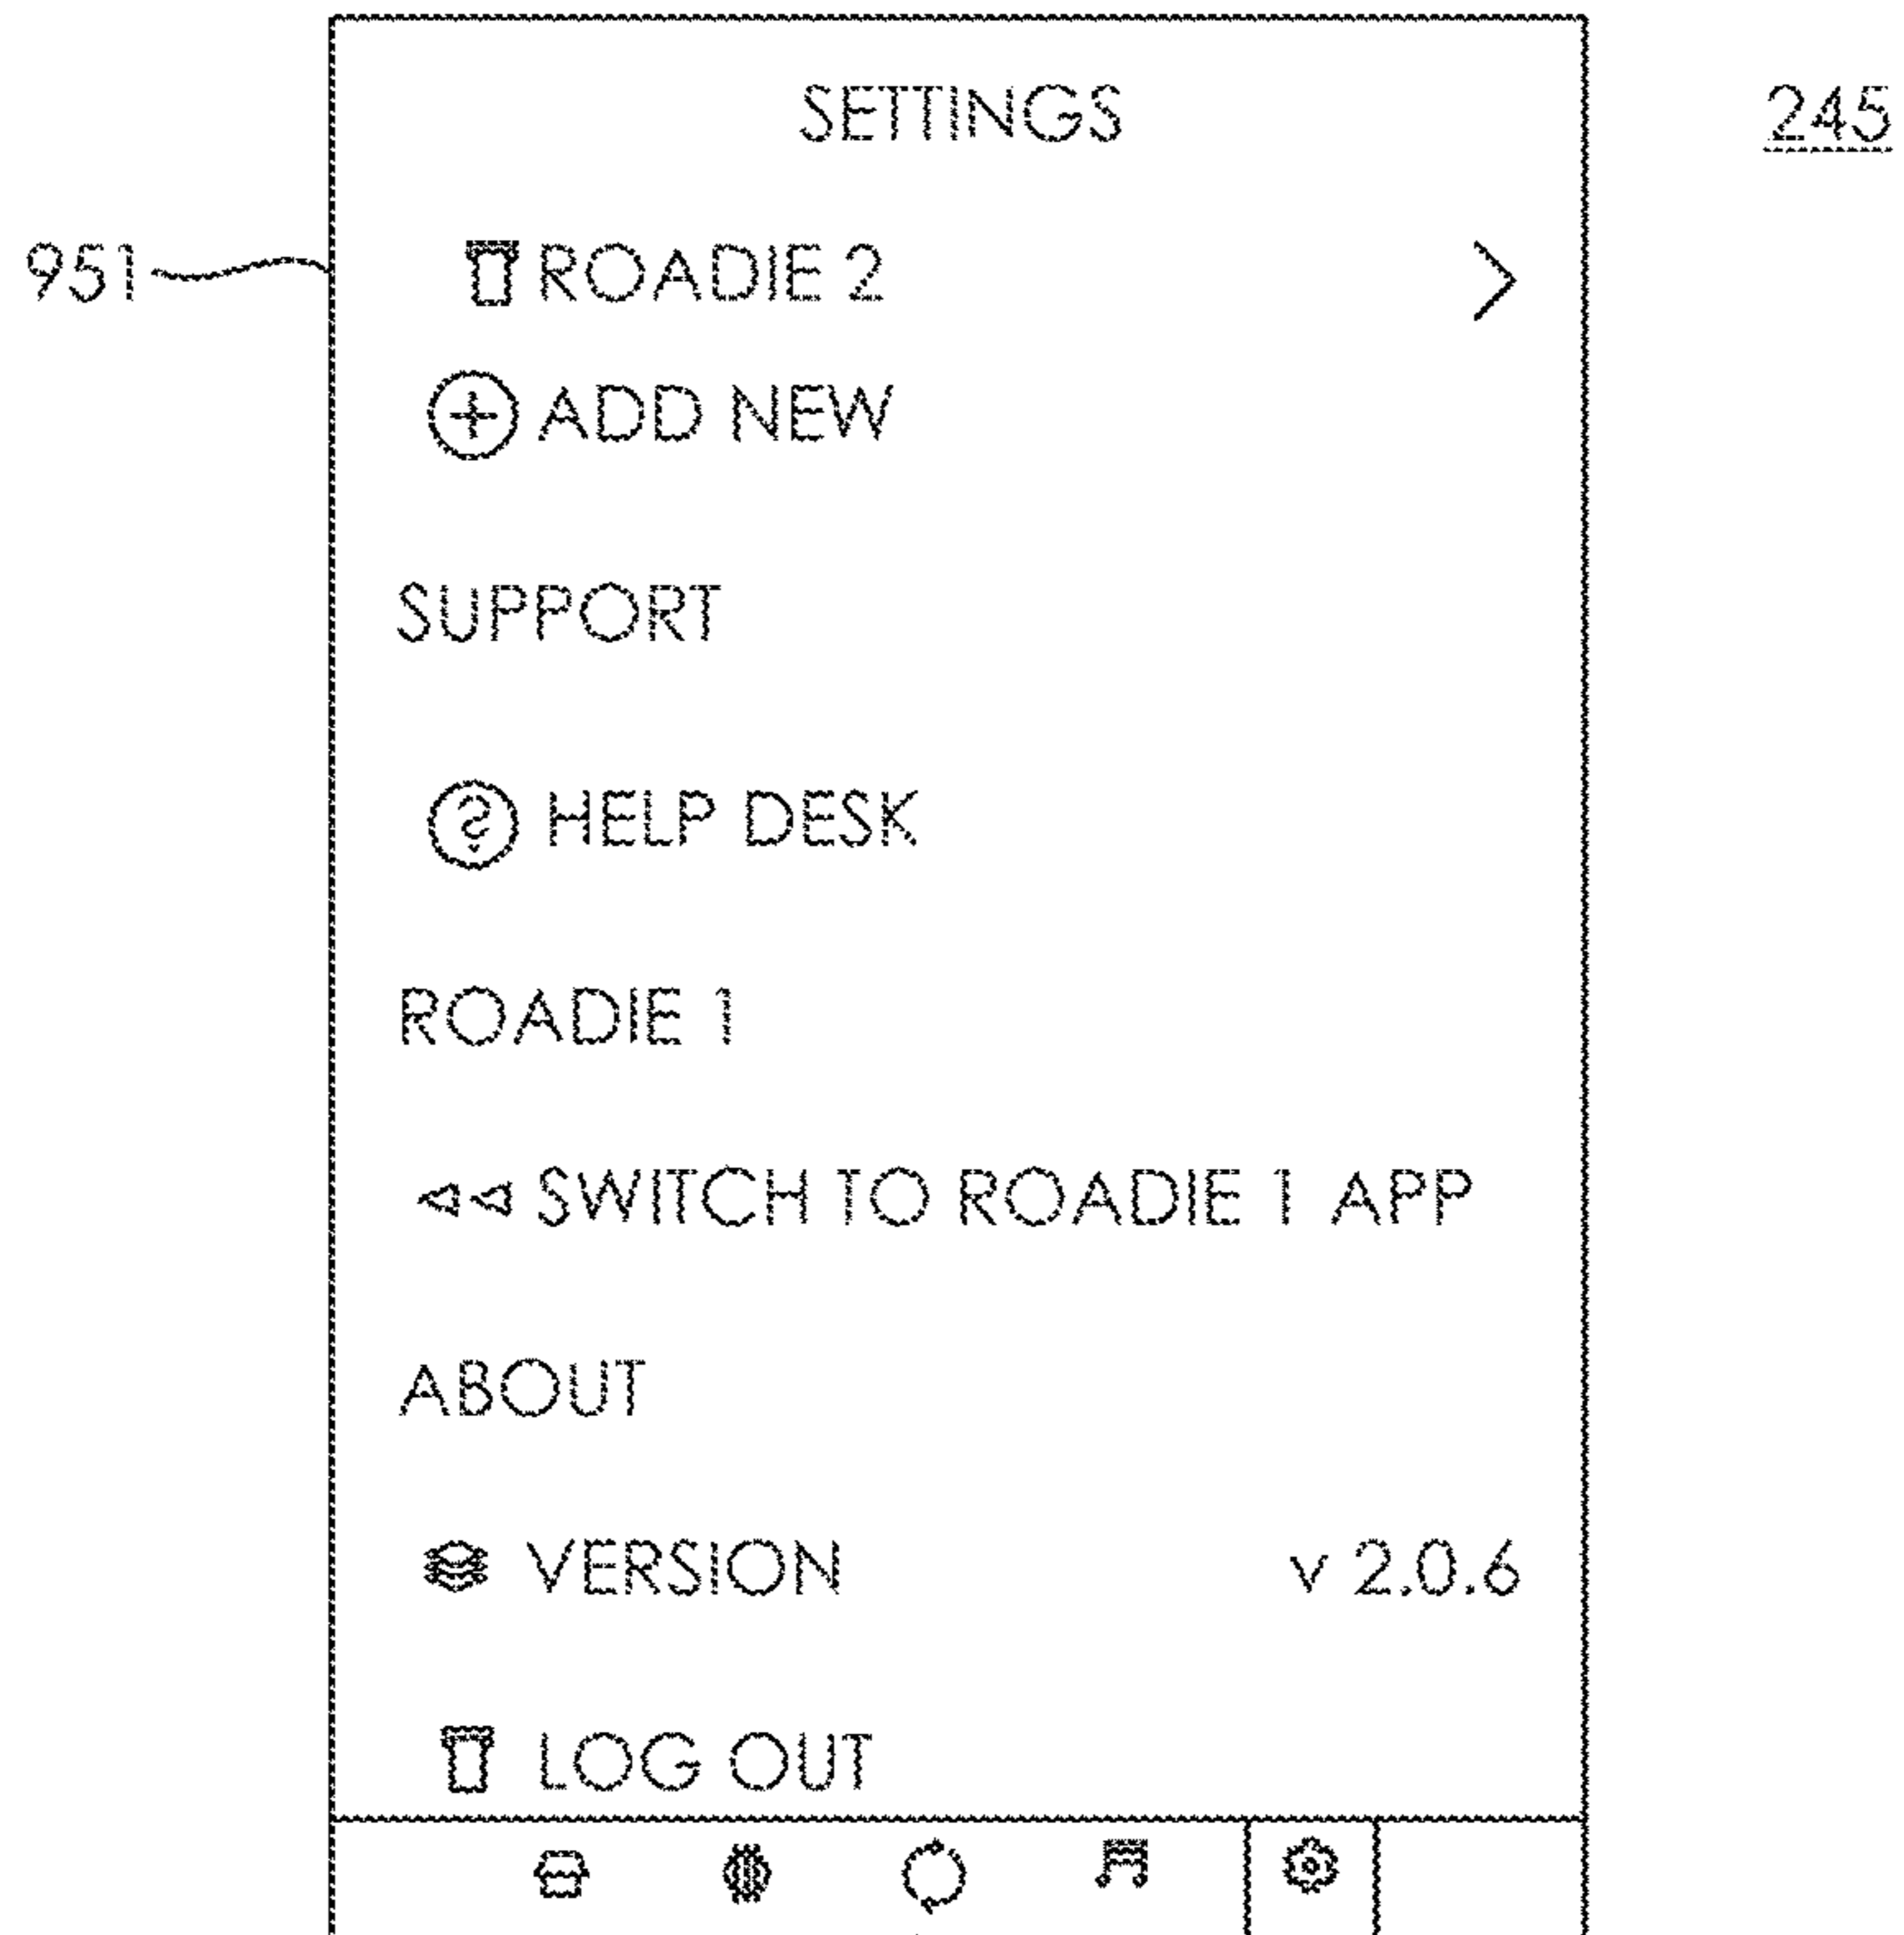 SETTINGS
245
951
ROADIE 2
ADD NEW
SUPPORT
HELP DESK
ROADIE 1
SWITCH TO ROADIE 1 APP
ABOUT
VERSION v 2.0.6
LOG OUT